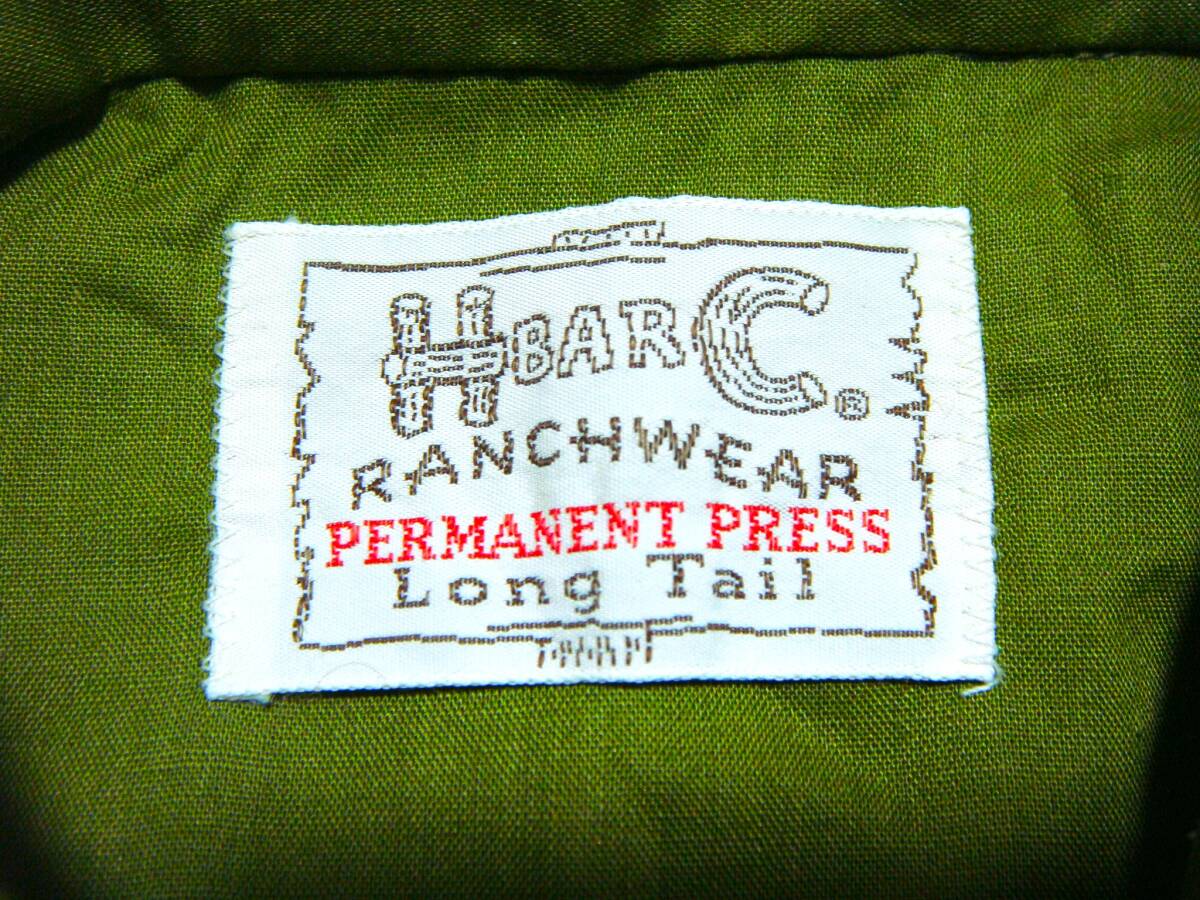 H BAR C®
RANCHWEAR
PERMANENT PRESS
Long Tail